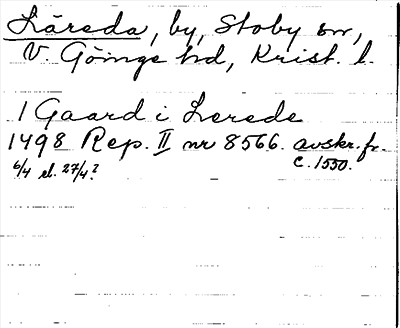 Läreda, by, Stoby sn,
V. Göinge hd, Krist. l.
1 Gaard i Lerede
1498 Rep. II nr 8566. avskr. fr.
6/4 el. 27/4? c. 1550.